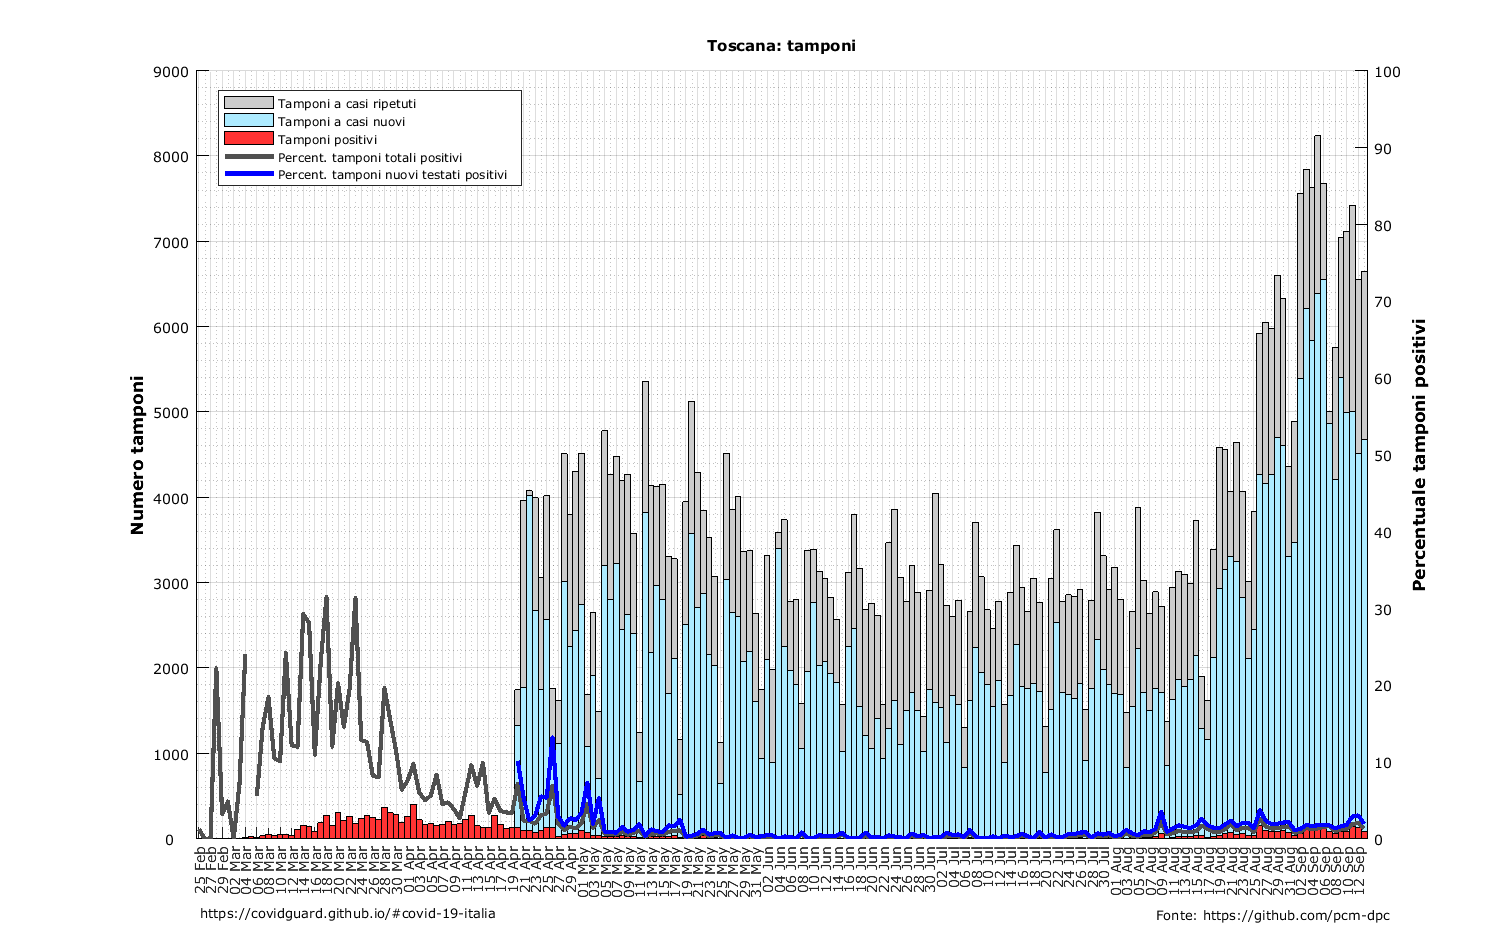 Toscana: tamponi
9000
8000
7000
6000
5000
4000
3000
2000
1000
0
Numero tamponi
Tamponi a casi ripetuti
Tamponi a casi nuovi
Tamponi positivi
Percent. tamponi totali positivi
Percent. tamponi nuovi testati positivi
100
90
80
70
60
50
40
30
20
10
0
Percentuale tamponi positivi
25 Feb
27 Feb
29 Feb
02 Mar
04 Mar
06 Mar
08 Mar
10 Mar
12 Mar
14 Mar
16 Mar
18 Mar
20 Mar
22 Mar
24 Mar
26 Mar
28 Mar
30 Mar
01 Apr
03 Apr
05 Apr
07 Apr
09 Apr
11 Apr
13 Apr
15 Apr
17 Apr
19 Apr
21 Apr
23 Apr
25 Apr
27 Apr
29 Apr
01 May
03 May
05 May
07 May
09 May
11 May
13 May
15 May
17 May
19 May
21 May
23 May
25 May
27 May
29 May
31 May
02 Jun
04 Jun
06 Jun
08 Jun
10 Jun
12 Jun
14 Jun
16 Jun
18 Jun
20 Jun
22 Jun
24 Jun
26 Jun
28 Jun
30 Jun
02 Jul
04 Jul
06 Jul
08 Jul
10 Jul
12 Jul
14 Jul
16 Jul
18 Jul
20 Jul
22 Jul
24 Jul
26 Jul
28 Jul
30 Jul
01 Aug
03 Aug
05 Aug
07 Aug
09 Aug
11 Aug
13 Aug
15 Aug
17 Aug
19 Aug
21 Aug
23 Aug
25 Aug
27 Aug
29 Aug
31 Aug
02 Sep
04 Sep
06 Sep
08 Sep
10 Sep
12 Sep
https://covidguard.github.io/#covid-19-italia
Fonte: https://github.com/pcm-dpc